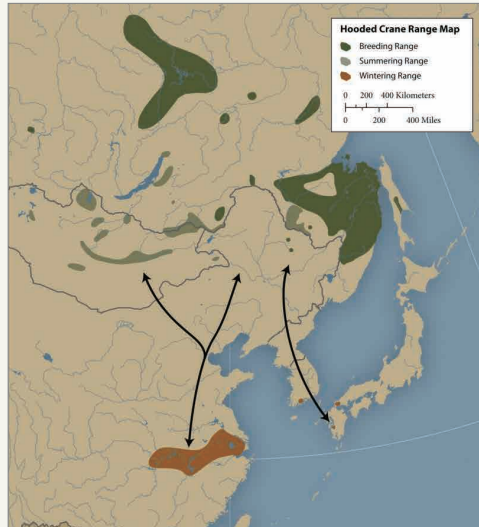 Hooded Crane Range Map
Breeding Range
Summering Range
Wintering Range
0 200 400 Kilometers
0 200 400 Miles